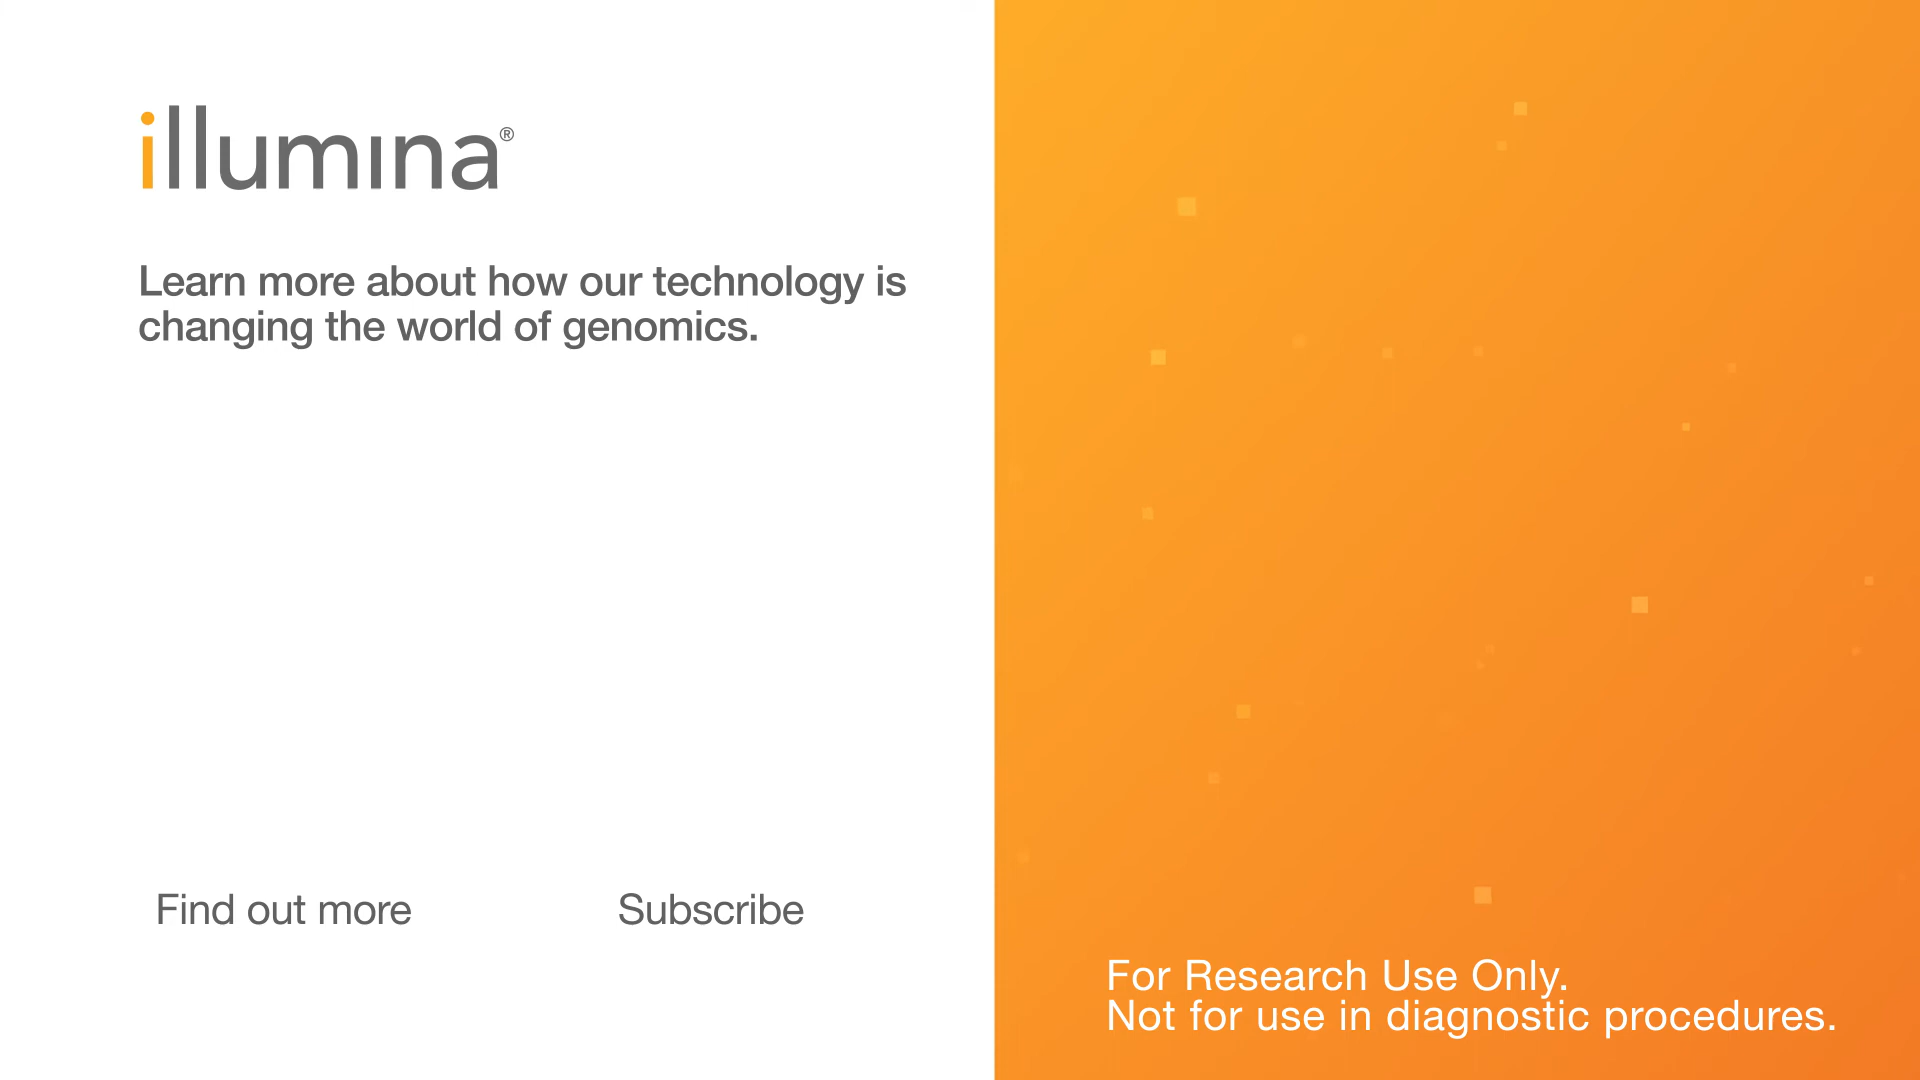 illumina®
Learn more about how our technology is
changing the world of genomics.
Find out more
Subscribe
For Research Use Only.
Not for use in diagnostic procedures.